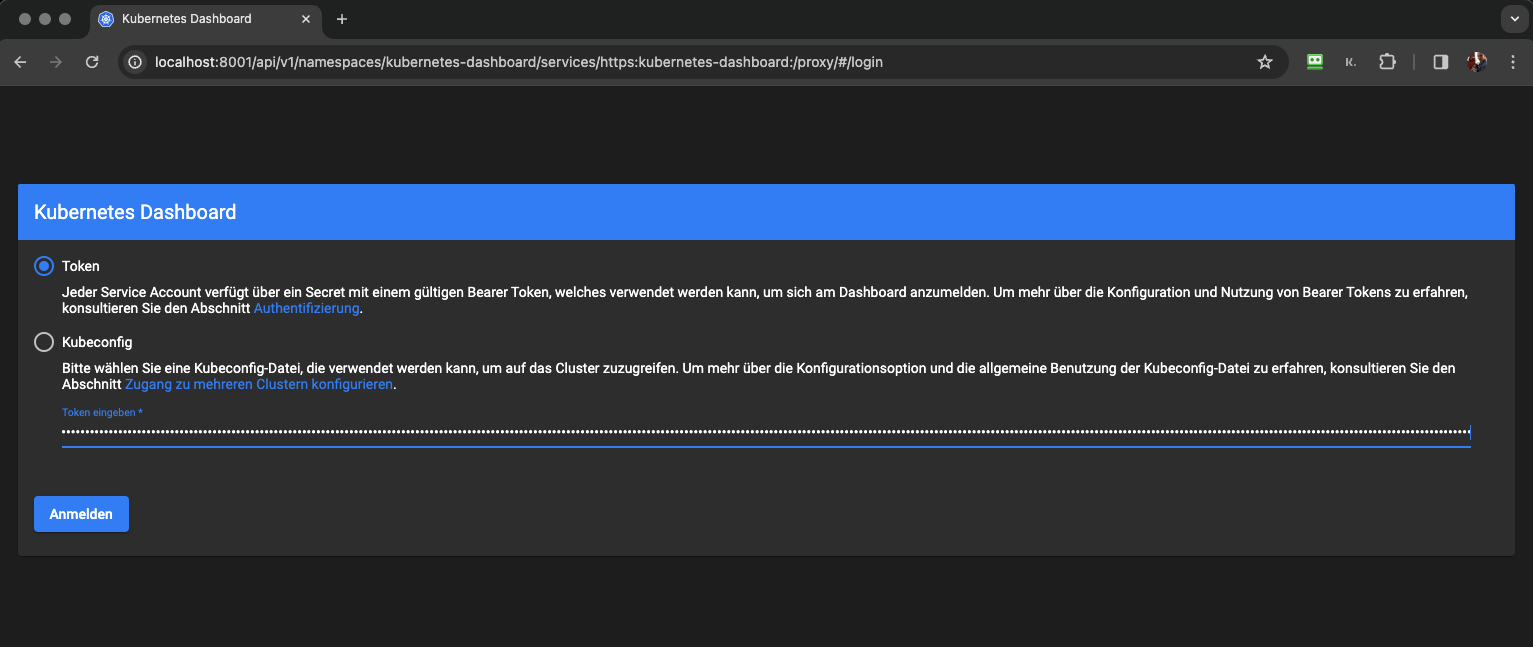 Kubernetes Dashboard
localhost:8001/api/v1/namespaces/kubernetes-dashboard/services/https:kubernetes-dashboard:/proxy/#/login
K.
Kubernetes Dashboard
Token
Jeder Service Account verfügt über ein Secret mit einem gültigen Bearer Token, welches verwendet werden kann, um sich am Dashboard anzumelden. Um mehr über die Konfiguration und Nutzung von Bearer Tokens zu erfahren,
konsultieren Sie den Abschnitt Authentifizierung.
Kubeconfig
Bitte wählen Sie eine Kubeconfig-Datei, die verwendet werden kann, um auf das Cluster zuzugreifen. Um mehr über die Konfigurationsoption und die allgemeine Benutzung der Kubeconfig-Datei zu erfahren, konsultieren Sie den
Abschnitt Zugang zu mehreren Clustern konfigurieren.
Token eingeben *
Anmelden